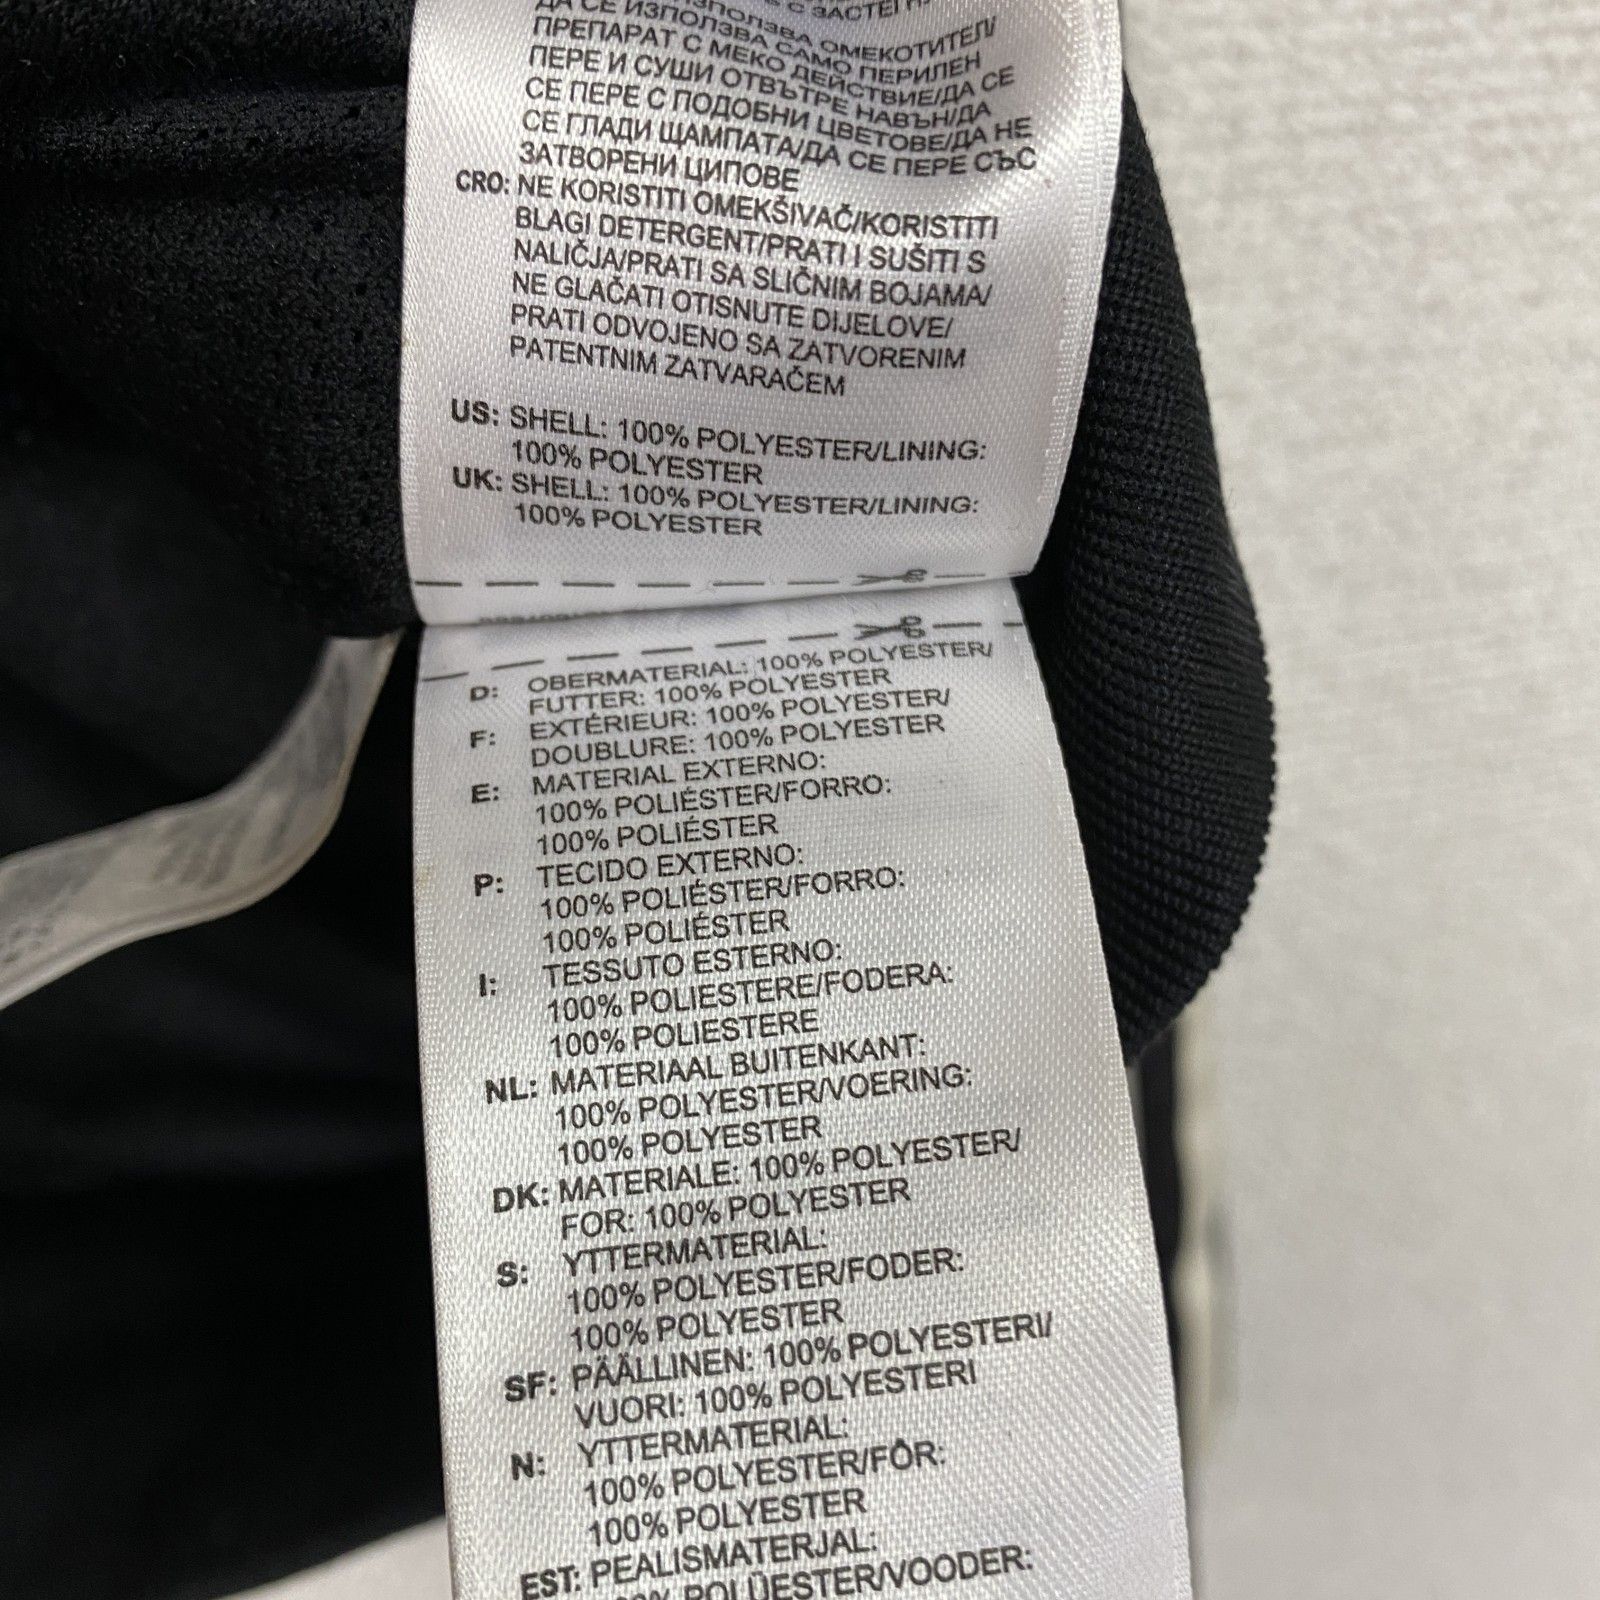 ИЗПОЛЗВА ОМЕКОТИТЕЛ/
ДА СЕ ИЗПОЛЗВА САМО ПЕРИЛЕН
ПРЕПАРАТ С МЕКО ДЕЙСТВИЕ/ДА СЕ
ПЕРЕ И СУШИ ОТВЪТРЕ НАВЪН/ДА
СЕ ПЕРЕ С ПОДОБНИ ЦВЕТОВЕ/ДА НЕ
СЕ ГЛАДИ ЩАМПАТА/ДА СЕ ПЕРЕ СЪС
ЗАТВОРЕНИ ЦИПОВЕ
CRO: NE KORISTITI OMEKŠIVAČ/KORISTITI
BLAGI DETERGENT/PRATI I SUŠITI S
NALIČJA/PRATI SA SLIČNIM BOJAMA/
NE GLAČATI OTISNUTE DIJELOVE/
PRATI ODVOJENO SA ZATVORENIM
PATENTNIM ZATVARAČEM
US: SHELL: 100% POLYESTER/LINING:
100% POLYESTER
UK: SHELL: 100% POLYESTER/LINING:
100% POLYESTER
D: OBERMATERIAL: 100% POLYESTER/
FUTTER: 100% POLYESTER
F: EXTÉRIEUR: 100% POLYESTER/
DOUBLURE: 100% POLYESTER
E: MATERIAL EXTERNO:
100% POLIÉSTER/FORRO:
100% POLIÉSTER
P: TECIDO EXTERNO:
100% POLIÉSTER/FORRO:
100% POLIÉSTER
I: TESSUTO ESTERNO:
100% POLIESTERE/FODERA:
100% POLIESTERE
NL: MATERIAAL BUITENKANT:
100% POLYESTER/VOERING:
100% POLYESTER
DK: MATERIALE: 100% POLYESTER/
FOR: 100% POLYESTER
S: YTTERMATERIAL:
100% POLYESTER/FODER:
100% POLYESTER
SF: PÄÄLLINEN: 100% POLYESTERI/
VUORI: 100% POLYESTERI
N: YTTERMATERIAL:
100% POLYESTER/FÔR:
100% POLYESTER
EST: PEALISMATERJAL:
100% POLÜESTER/VOODER: